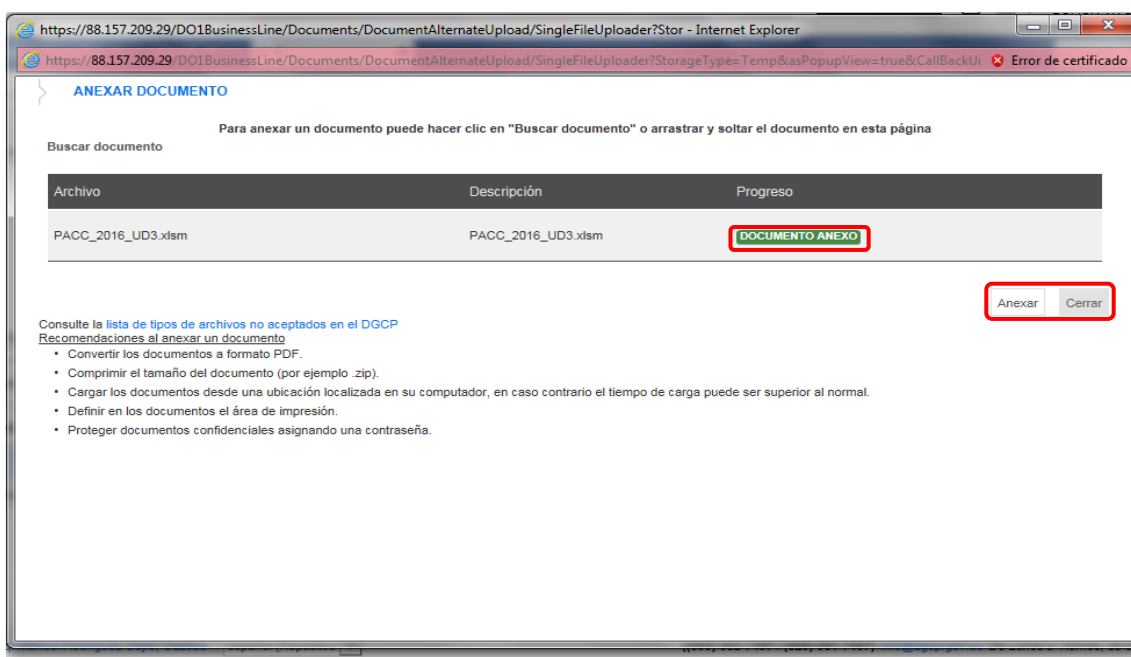 https://88.157.209.29/DO1BusinessLine/Documents/DocumentAlternateUpload/SingleFileUploader?Stor - Internet Explorer
https://88.157.209.29/DO1BusinessLine/Documents/DocumentAlternateUpload/SingleFileUploader?StorageType=Temp&asPopupView=true&CallBackUr Error de certificado
ANEXAR DOCUMENTO
Para anexar un documento puede hacer clic en "Buscar documento" o arrastrar y soltar el documento en esta página
Buscar documento
Archivo Descripción Progreso
PACC_2016_UD3.xlsm PACC_2016_UD3.xlsm DOCUMENTO ANEXO
Anexar Cerrar
Consulte la lista de tipos de archivos no aceptados en el DGCP
Recomendaciones al anexar un documento
• Convertir los documentos a formato PDF.
• Comprimir el tamaño del documento (por ejemplo .zip).
• Cargar los documentos desde una ubicación localizada en su computador, en caso contrario el tiempo de carga puede ser superior al normal.
• Definir en los documentos el área de impresión.
• Proteger documentos confidenciales asignando una contraseña.